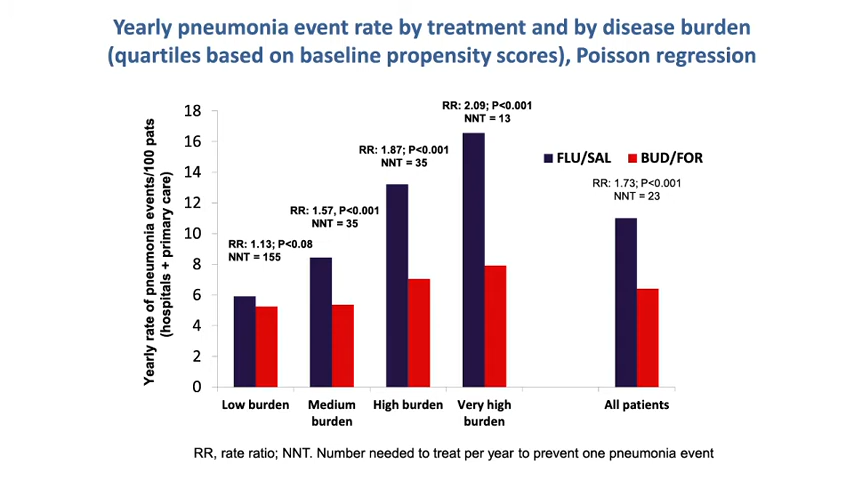 Yearly pneumonia event rate by treatment and by disease burden
(quartiles based on baseline propensity scores), Poisson regression
Yearly rate of pneumonia events/100 pats
(hospitals + primary care)
18
16
14
12
10
8
6
4
2
0
RR: 1.13; P<0.08
NNT = 155
RR: 1.57, P<0.001
NNT = 35
RR: 1.87; P<0.001
NNT = 35
RR: 2.09; P<0.001
NNT = 13
FLU/SAL BUD/FOR
RR: 1.73; P<0.001
NNT = 23
Low burden
Medium
burden
High burden
Very high
burden
All patients
RR, rate ratio; NNT. Number needed to treat per year to prevent one pneumonia event